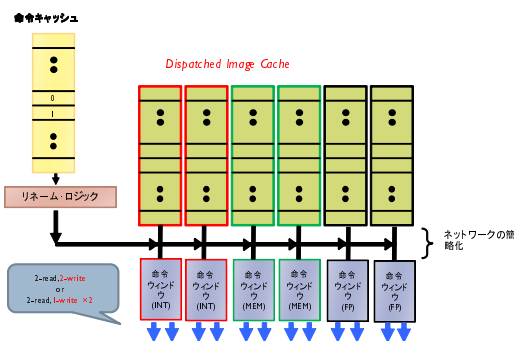 命令キャッシュ
Dispatched Image Cache
0
1
リネーム・ロジック
ネットワークの簡
略化
2-read,2-write
or
2-read,1-write ×2
命令
ウィンド
ウ
(INT)
命令
ウィンド
ウ
(INT)
命令
ウィンド
ウ
(MEM)
命令
ウィンド
ウ
(MEM)
命令
ウィンド
ウ
(FP)
命令
ウィンド
ウ
(FP)